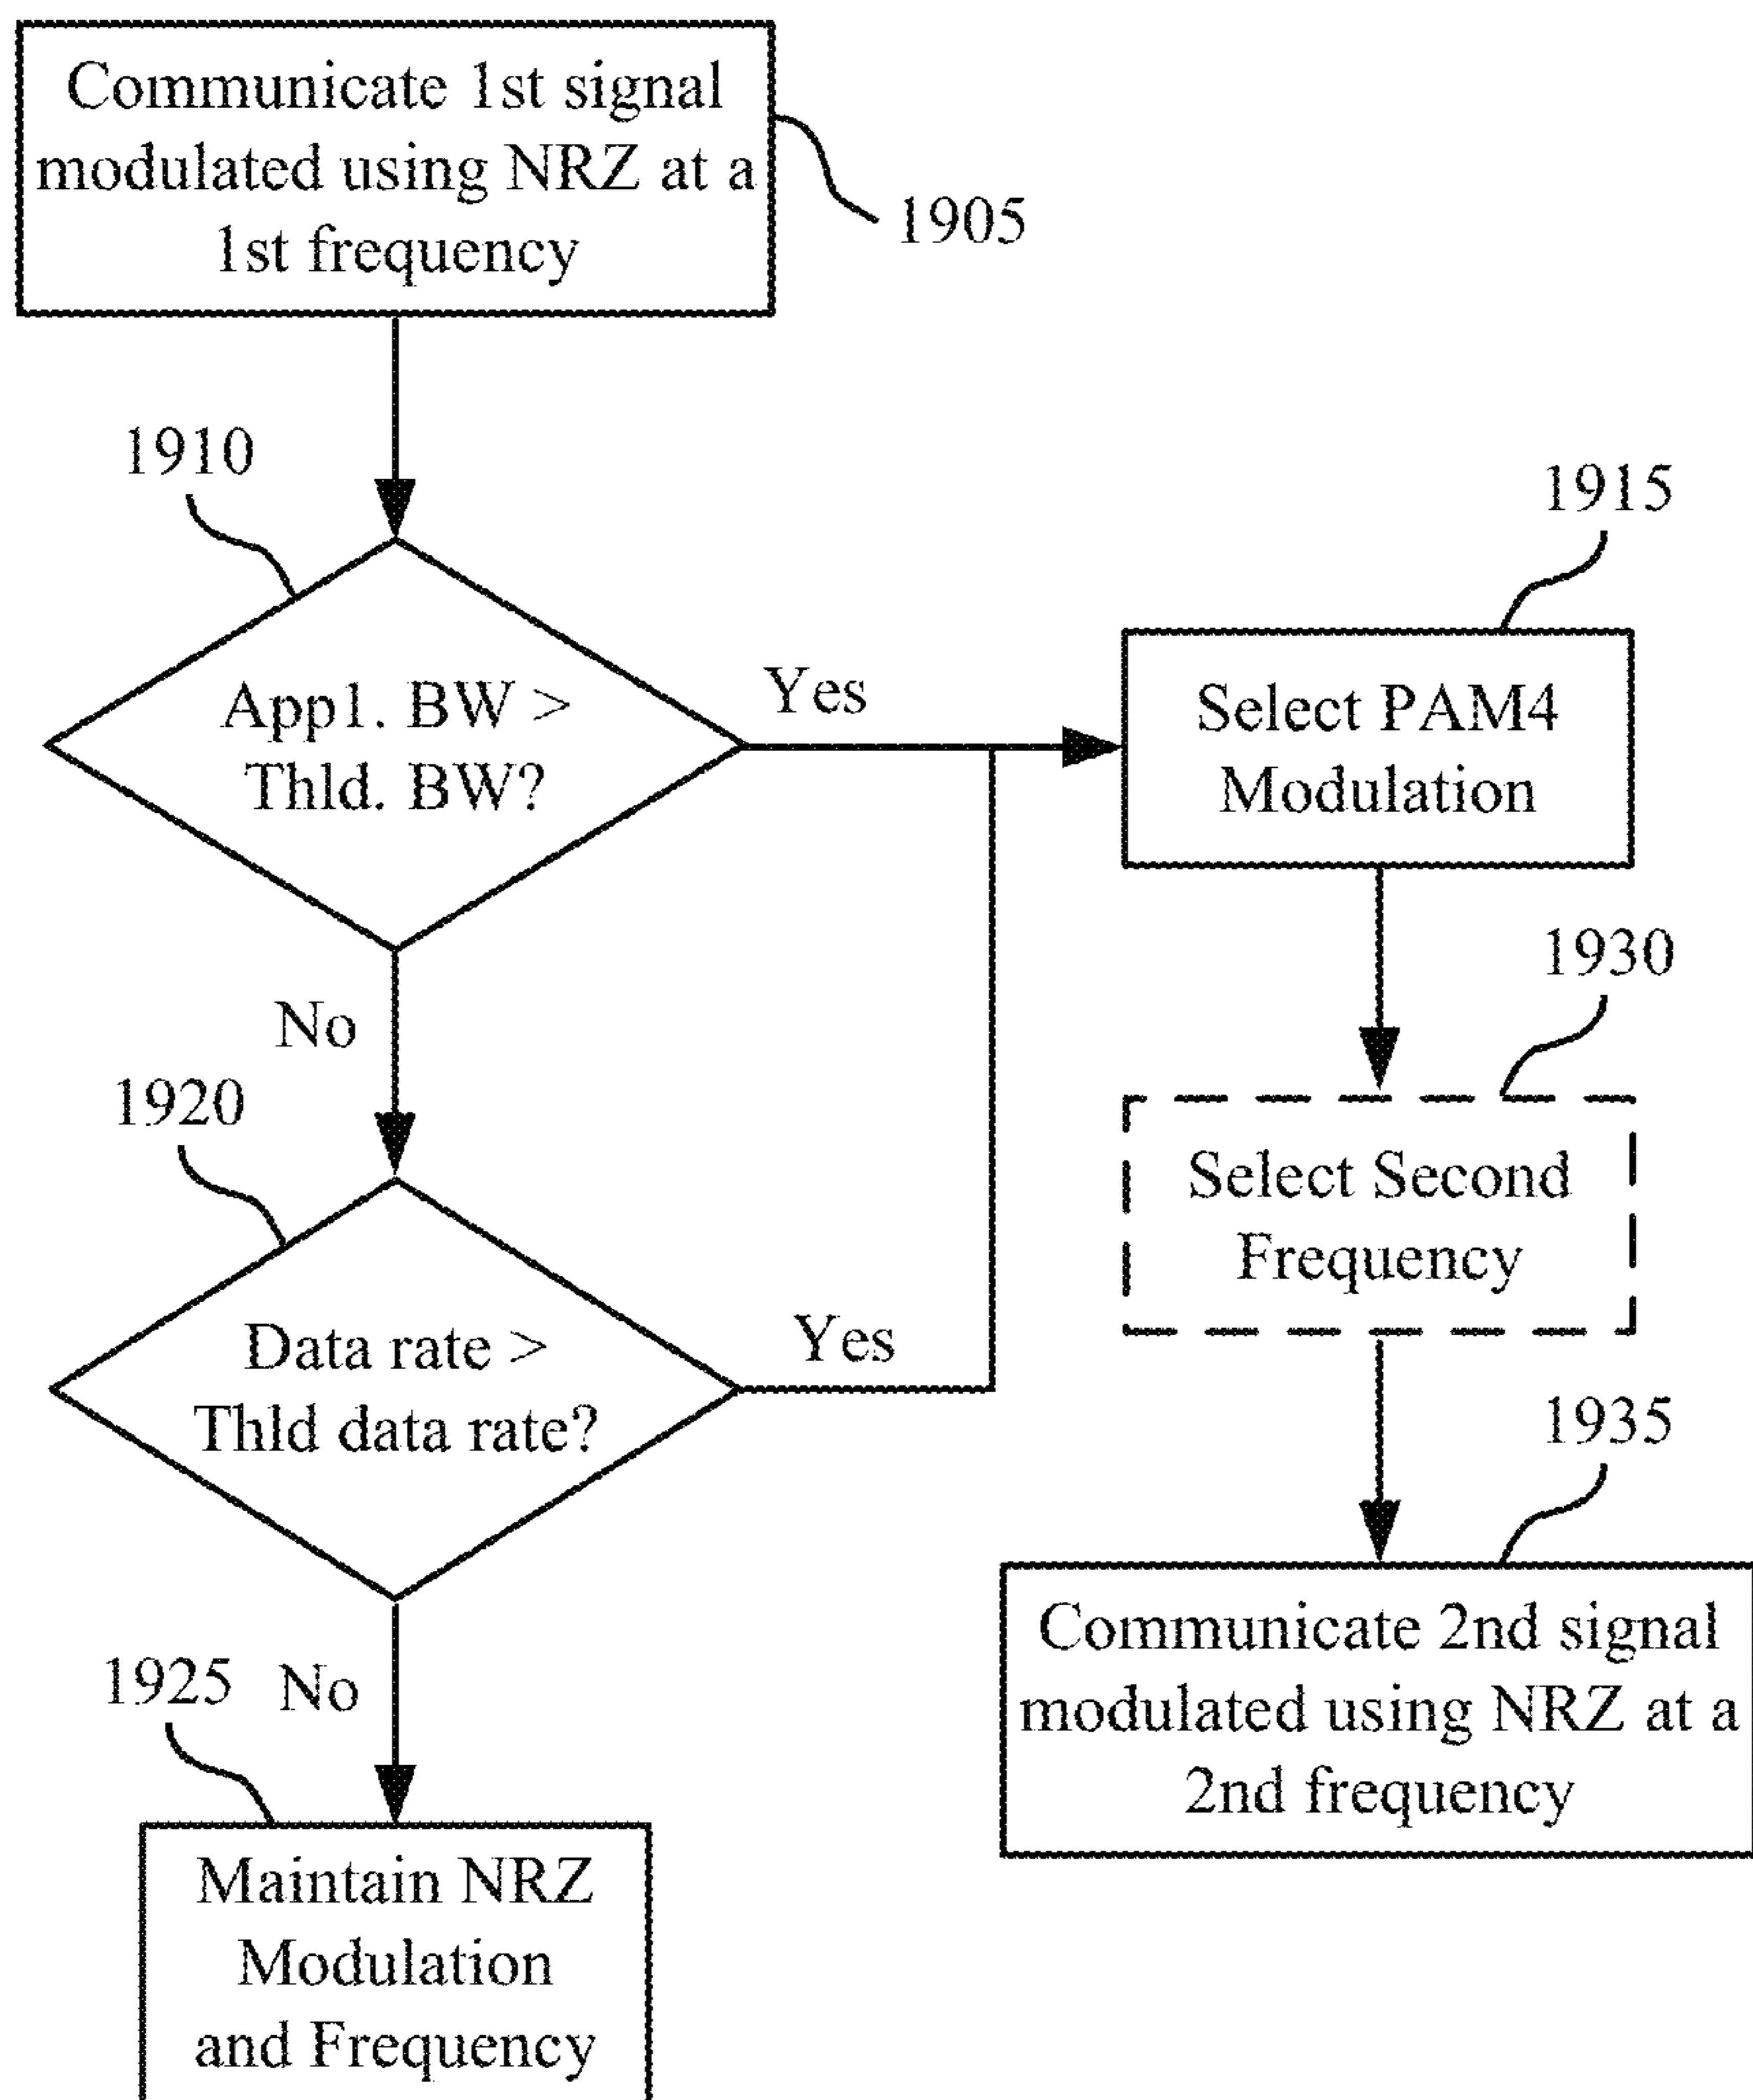 Communicate 1st signal
modulated using NRZ at a
1st frequency
1905
1910
App1. BW >
Thld. BW?
Yes
1915
Select PAM4
Modulation
No
1920
Data rate >
Thld data rate?
Yes
1930
Select Second
Frequency
1935
Communicate 2nd signal
modulated using NRZ at a
2nd frequency
1925
No
Maintain NRZ
Modulation
and Frequency